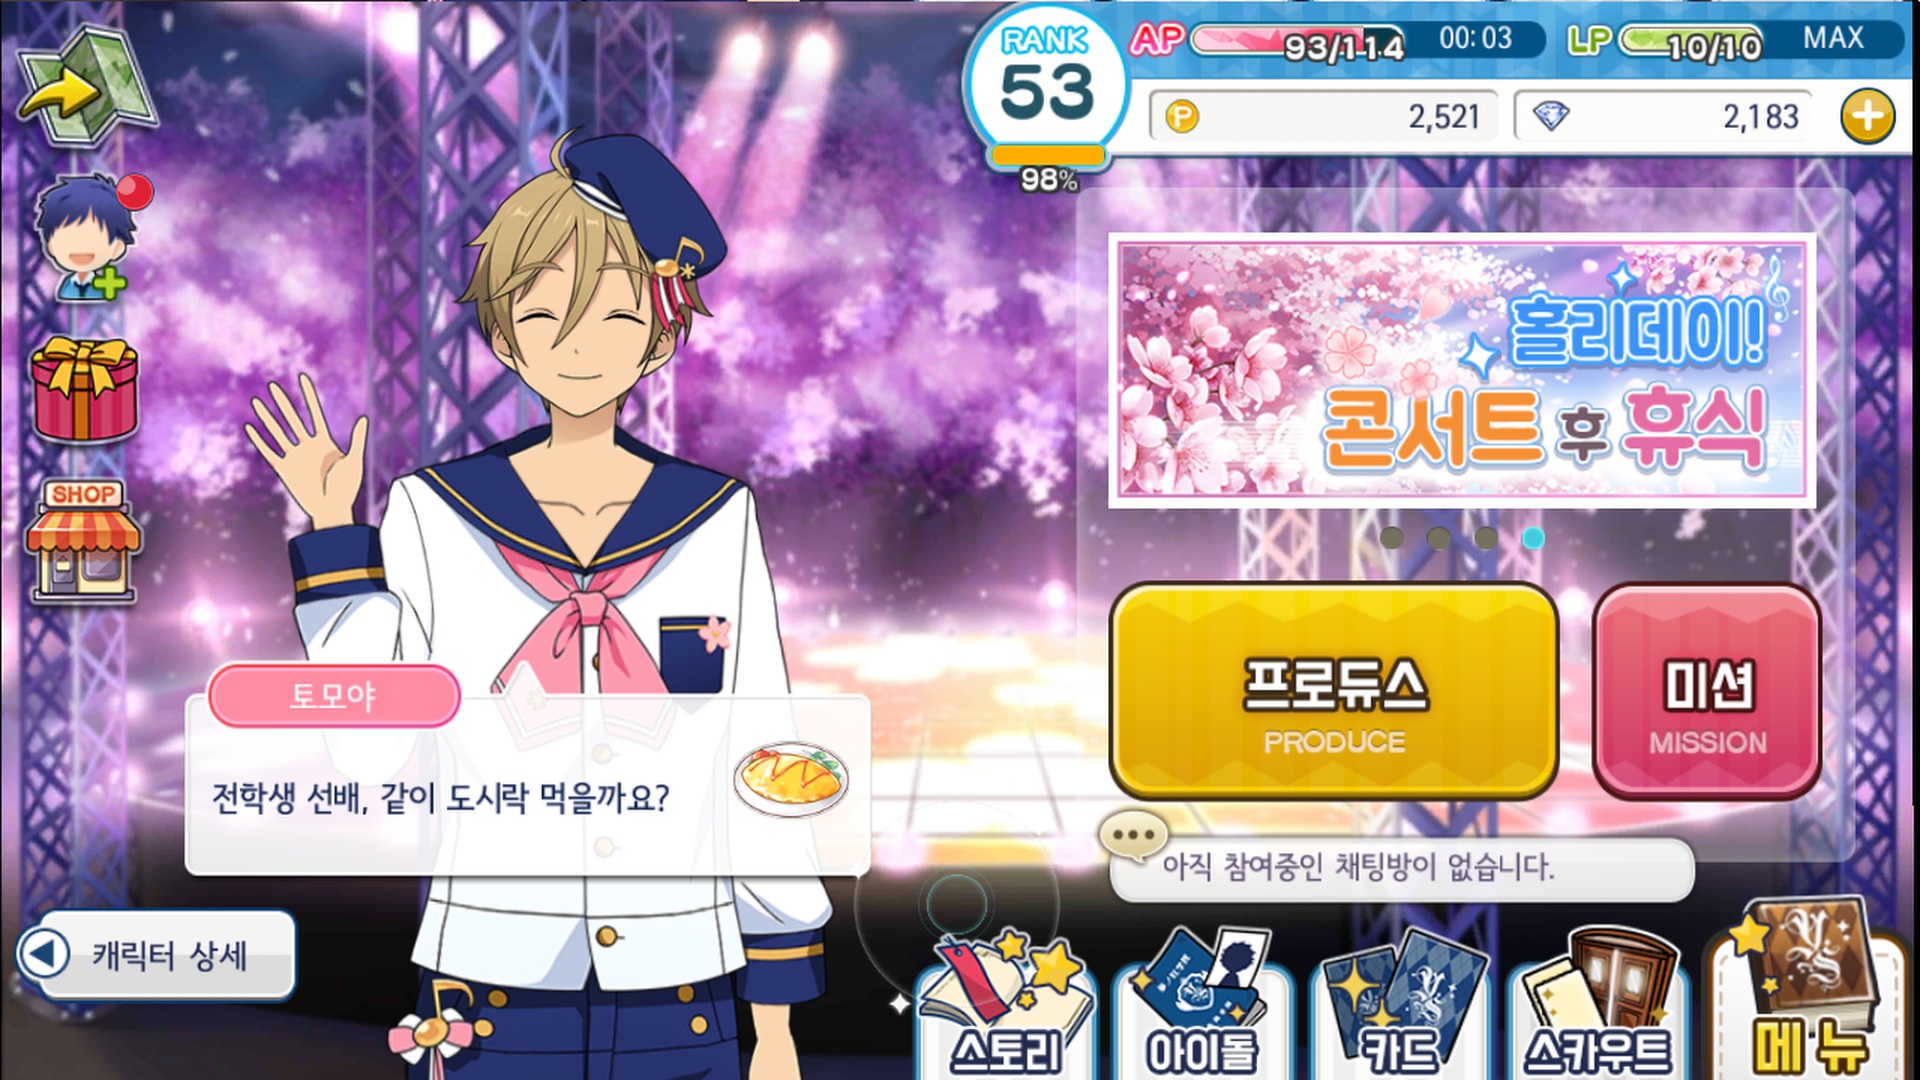 RANK
53
98%
AP
93/114
00:03
LP
10/10
MAX
P
2,521
2,183
SHOP
홀리데이!
콘서트 후 휴식
프로듀스
PRODUCE
미션
MISSION
토모야
전학생 선배, 같이 도시락 먹을까요?
아직 참여중인 채팅방이 없습니다.
캐릭터 상세
스토리
아이돌
카드
스카우트
메뉴